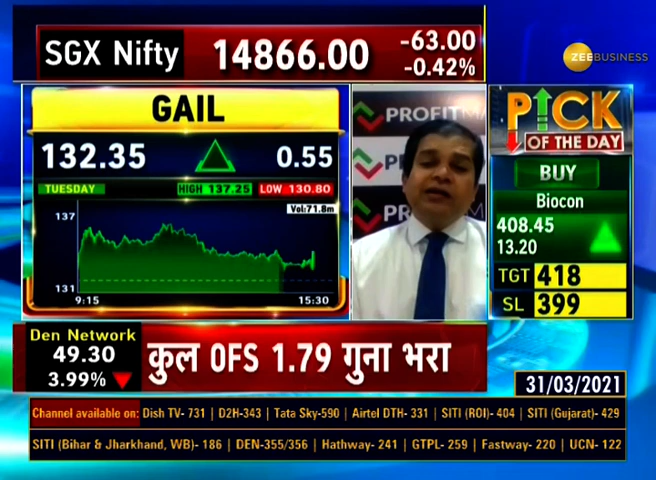 SGX Nifty 14866.00 -63.00
-0.42%
ZEE BUSINESS
GAIL
132.35 0.55
TUESDAY HIGH 137.25 LOW 130.80
Vol:71.8m
137
131
9:15 15:30
PROFITM
P
PROFIT
PICK
OF THE DAY
BUY
Biocon
408.45
13.20
TGT 418
SL 399
Den Network
49.30
3.99%
कुल OFS 1.79 गुना भरा
31/03/2021
Channel available on: Dish TV- 731 | D2H-343 | Tata Sky-590 | Airtel DTH- 331 | SITI (ROI)- 404 | SITI (Gujarat)- 429
SITI (Bihar & Jharkhand, WB)- 186 | DEN-355/356 | Hathway- 241 | GTPL- 259 | Fastway- 220 | UCN- 122